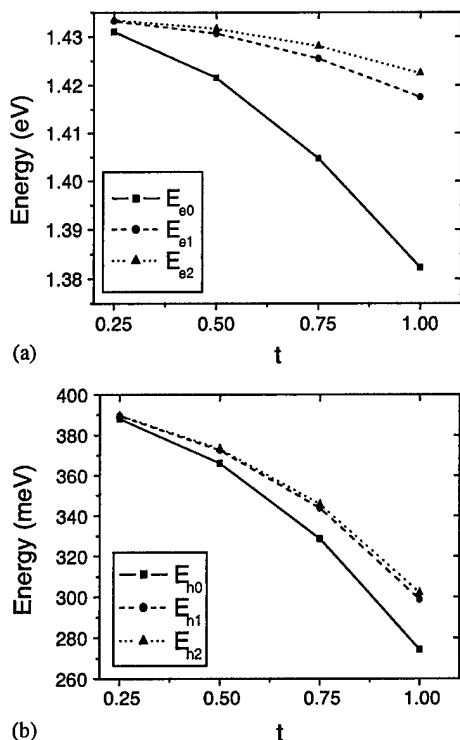 1.43
1.42
1.41
1.40
1.39
1.38
Energy (eV)
E_e0
E_e1
E_e2
0.25 0.50 0.75 1.00
(a) t
400
380
360
340
320
300
280
260
Energy (meV)
E_h0
E_h1
E_h2
0.25 0.50 0.75 1.00
(b) t